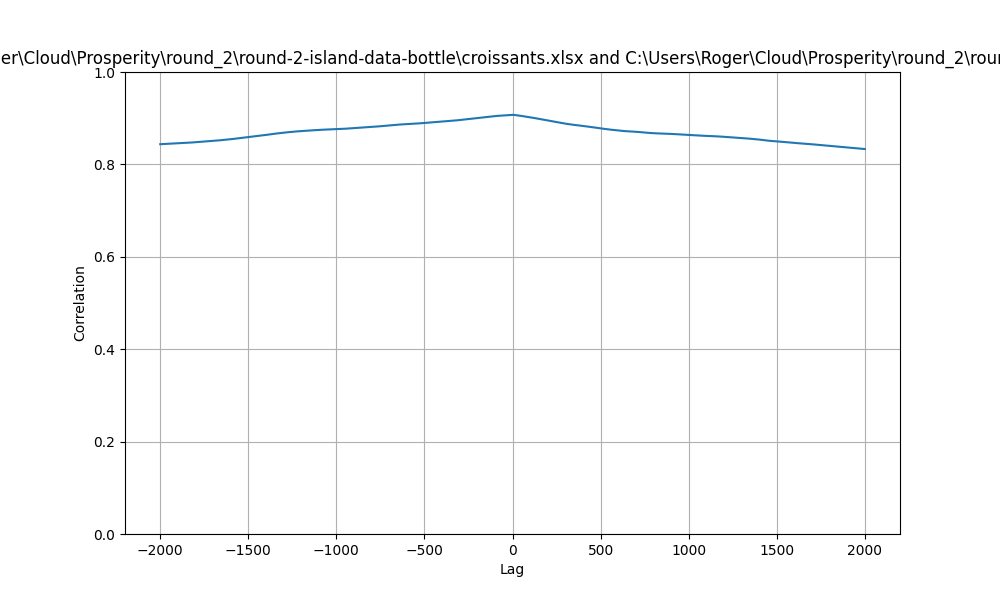 er\Cloud\Prosperity\round_2\round-2-island-data-bottle\croissants.xlsx and C:\Users\Roger\Cloud\Prosperity\round_2\rour
1.0
0.8
0.6
0.4
0.2
0.0
Correlation
−2000 −1500 −1000 −500 0 500 1000 1500 2000
Lag